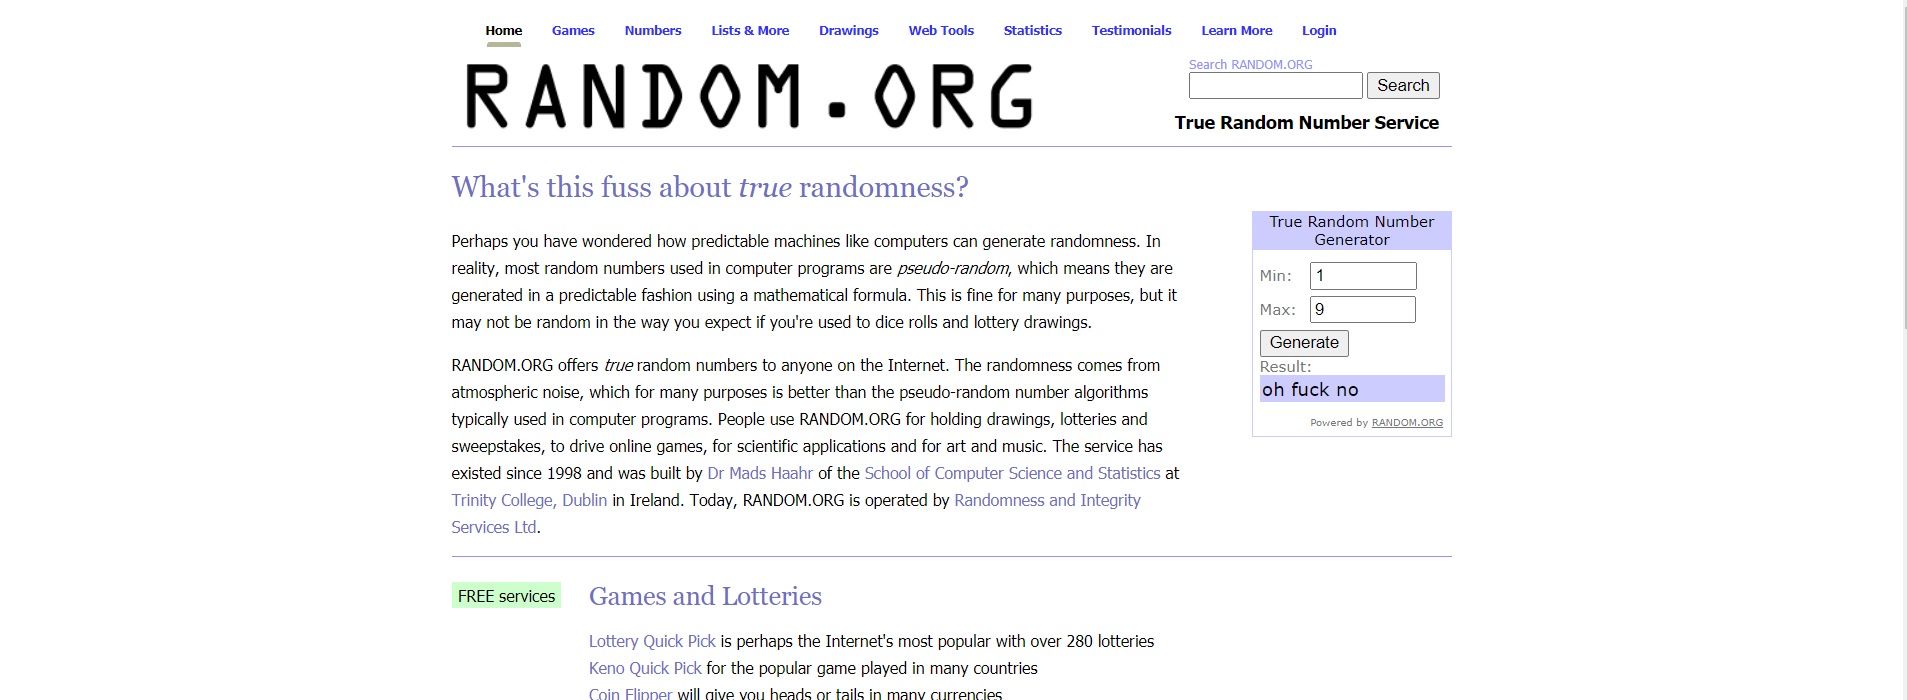 Home Games Numbers Lists & More Drawings Web Tools Statistics Testimonials Learn More Login
RANDOM.ORG
Search RANDOM.ORG
Search
True Random Number Service
What's this fuss about true randomness?
Perhaps you have wondered how predictable machines like computers can generate randomness. In
reality, most random numbers used in computer programs are pseudo-random, which means they are
generated in a predictable fashion using a mathematical formula. This is fine for many purposes, but it
may not be random in the way you expect if you're used to dice rolls and lottery drawings.
RANDOM.ORG offers true random numbers to anyone on the Internet. The randomness comes from
atmospheric noise, which for many purposes is better than the pseudo-random number algorithms
typically used in computer programs. People use RANDOM.ORG for holding drawings, lotteries and
sweepstakes, to drive online games, for scientific applications and for art and music. The service has
existed since 1998 and was built by Dr Mads Haahr of the School of Computer Science and Statistics at
Trinity College, Dublin in Ireland. Today, RANDOM.ORG is operated by Randomness and Integrity
Services Ltd.
True Random Number
Generator
Min: 1
Max: 9
Generate
Result:
oh fuck no
Powered by RANDOM.ORG
FREE services
Games and Lotteries
Lottery Quick Pick is perhaps the Internet's most popular with over 280 lotteries
Keno Quick Pick for the popular game played in many countries
Coin Flipper will give you heads or tails in many currencies